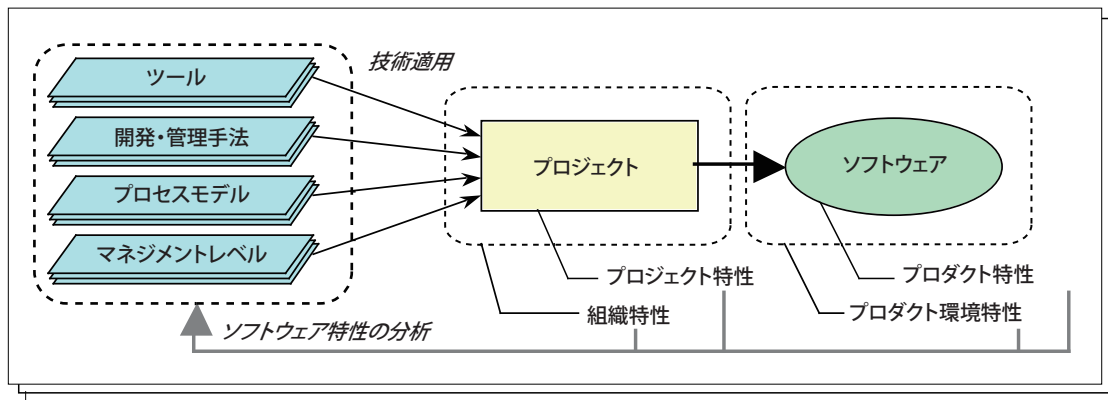 技術適用
ツール
開発・管理手法
プロセスモデル
マネジメントレベル
プロジェクト
ソフトウェア
プロジェクト特性
組織特性
プロダクト特性
プロダクト環境特性
ソフトウェア特性の分析